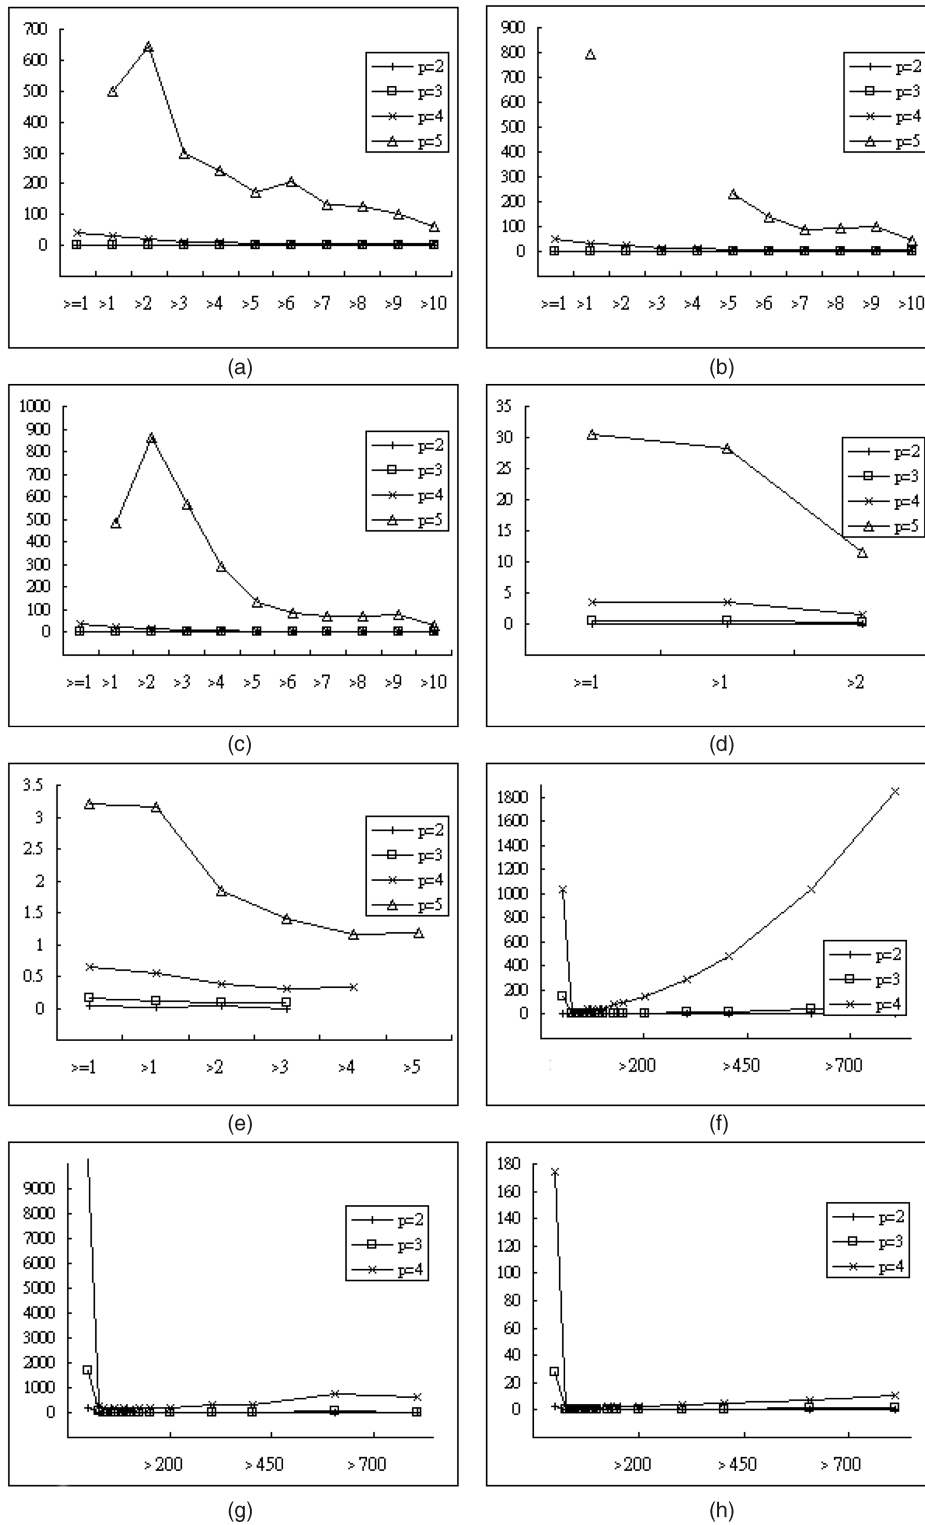 700
600
500
400
300
200
100
0
p=2
p=3
p=4
p=5
>=1 >1 >2 >3 >4 >5 >6 >7 >8 >9 >10
(a)
900
800
700
600
500
400
300
200
100
0
p=2
p=3
p=4
p=5
>=1 >1 >2 >3 >4 >5 >6 >7 >8 >9 >10
(b)
1000
900
800
700
600
500
400
300
200
100
0
p=2
p=3
p=4
p=5
>=1 >1 >2 >3 >4 >5 >6 >7 >8 >9 >10
(c)
35
30
25
20
15
10
5
0
p=2
p=3
p=4
p=5
>=1 >1 >2
(d)
3.5
3
2.5
2
1.5
1
0.5
0
p=2
p=3
p=4
p=5
>=1 >1 >2 >3 >4 >5
(e)
1800
1600
1400
1200
1000
800
600
400
200
0
p=2
p=3
p=4
>200 >450 >700
(f)
9000
8000
7000
6000
5000
4000
3000
2000
1000
0
p=2
p=3
p=4
>200 >450 >700
(g)
180
160
140
120
100
80
60
40
20
0
p=2
p=3
p=4
>200 >450 >700
(h)